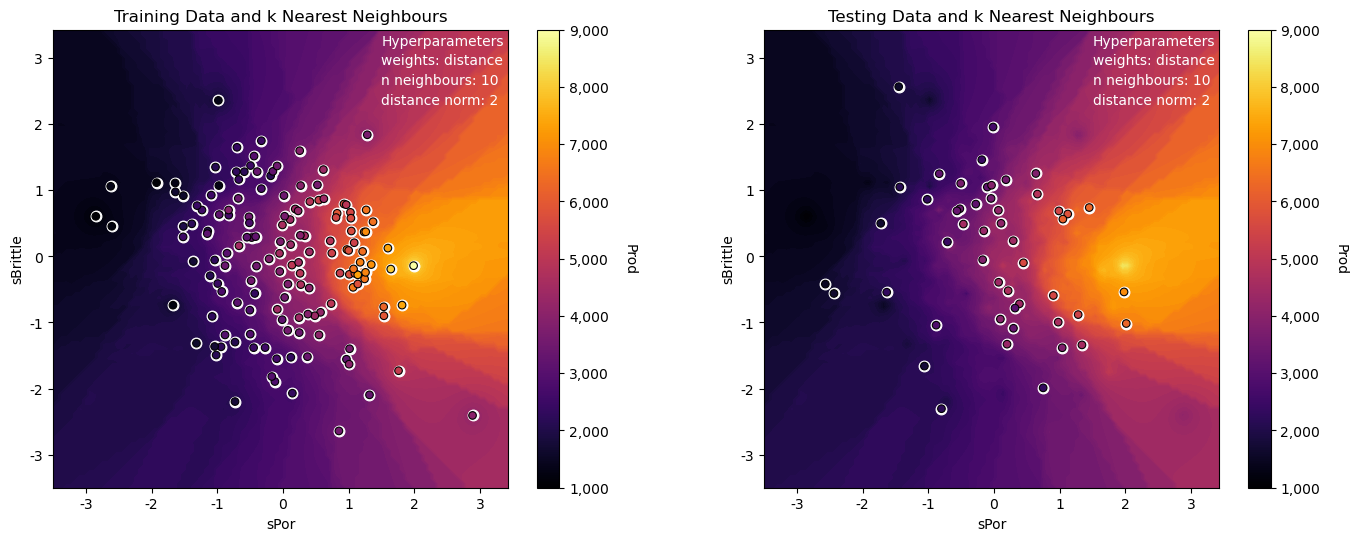 Training Data and k Nearest Neighbours
Hyperparameters
weights: distance
n neighbours: 10
distance norm: 2
3
2
1
0
-1
-2
-3
sBrittle
-3 -2 -1 0 1 2 3
sPor
9,000
8,000
7,000
6,000
5,000
4,000
3,000
2,000
1,000
Prod
Testing Data and k Nearest Neighbours
Hyperparameters
weights: distance
n neighbours: 10
distance norm: 2
3
2
1
0
-1
-2
-3
sBrittle
-3 -2 -1 0 1 2 3
sPor
9,000
8,000
7,000
6,000
5,000
4,000
3,000
2,000
1,000
Prod